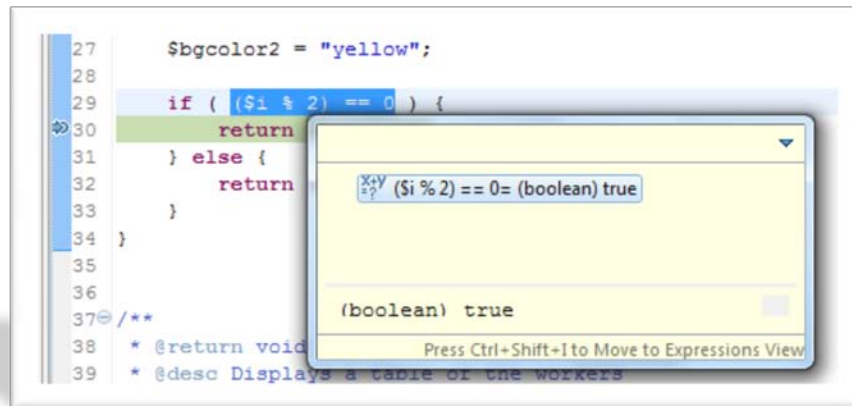 27 $bgcolor2 = "yellow";
28
29 if ( ($i % 2) == 0 ) {
30 return
31 } else {
32 return
33 }
34 }
35
36
37 /**
38 * @return void
39 * @desc Displays a table of the workers
X+Y
=?
($i % 2) == 0= (boolean) true
(boolean) true
Press Ctrl+Shift+I to Move to Expressions View